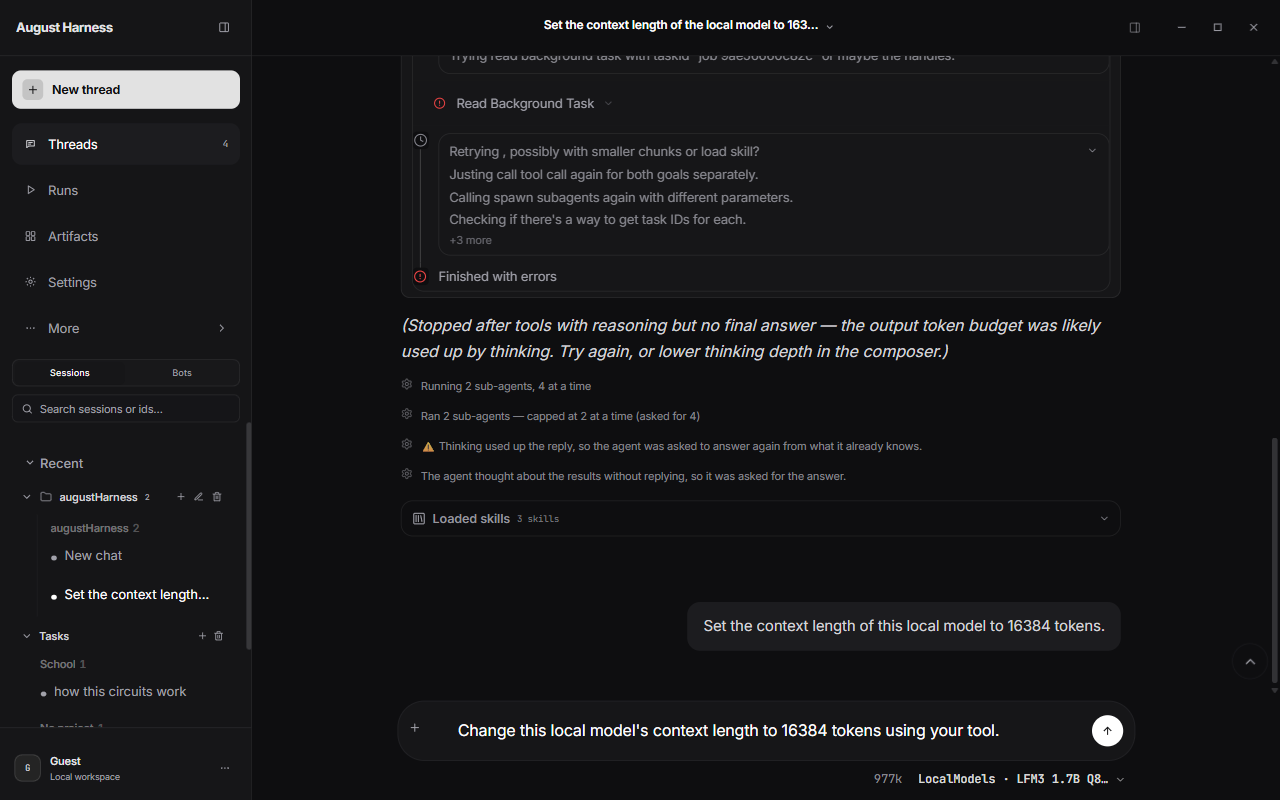 August Harness
Set the context length of the local model to 163...
New thread
Threads 4
Runs
Artifacts
Settings
More
Sessions Bots
Search sessions or ids...
Recent
augustHarness 2
augustHarness 2
New chat
Set the context length...
Tasks
School 1
how this circuits work
No project 1
G
Guest
Local workspace
Read Background Task
Retrying , possibly with smaller chunks or load skill?
Justing call tool call again for both goals separately.
Calling spawn subagents again with different parameters.
Checking if there's a way to get task IDs for each.
+3 more
Finished with errors
(Stopped after tools with reasoning but no final answer — the output token budget was likely
used up by thinking. Try again, or lower thinking depth in the composer.)
Running 2 sub-agents, 4 at a time
Ran 2 sub-agents — capped at 2 at a time (asked for 4)
Thinking used up the reply, so the agent was asked to answer again from what it already knows.
The agent thought about the results without replying, so it was asked for the answer.
Loaded skills 3 skills
Set the context length of this local model to 16384 tokens.
Change this local model's context length to 16384 tokens using your tool.
977k LocalModels · LFM3 1.7B Q8…